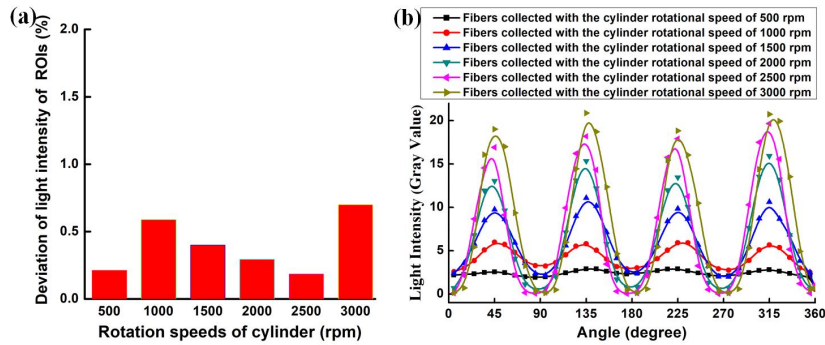 (a)
Deviation of light intensity of ROIs (%)
2.0
1.5
1.0
0.5
0.0
500 1000 1500 2000 2500 3000
Rotation speeds of cylinder (rpm)
(b)
Fibers collected with the cylinder rotational speed of 500 rpm
Fibers collected with the cylinder rotational speed of 1000 rpm
Fibers collected with the cylinder rotational speed of 1500 rpm
Fibers collected with the cylinder rotational speed of 2000 rpm
Fibers collected with the cylinder rotational speed of 2500 rpm
Fibers collected with the cylinder rotational speed of 3000 rpm
Light Intensity (Gray Value)
20
15
10
5
0
0 45 90 135 180 225 270 315 360
Angle (degree)